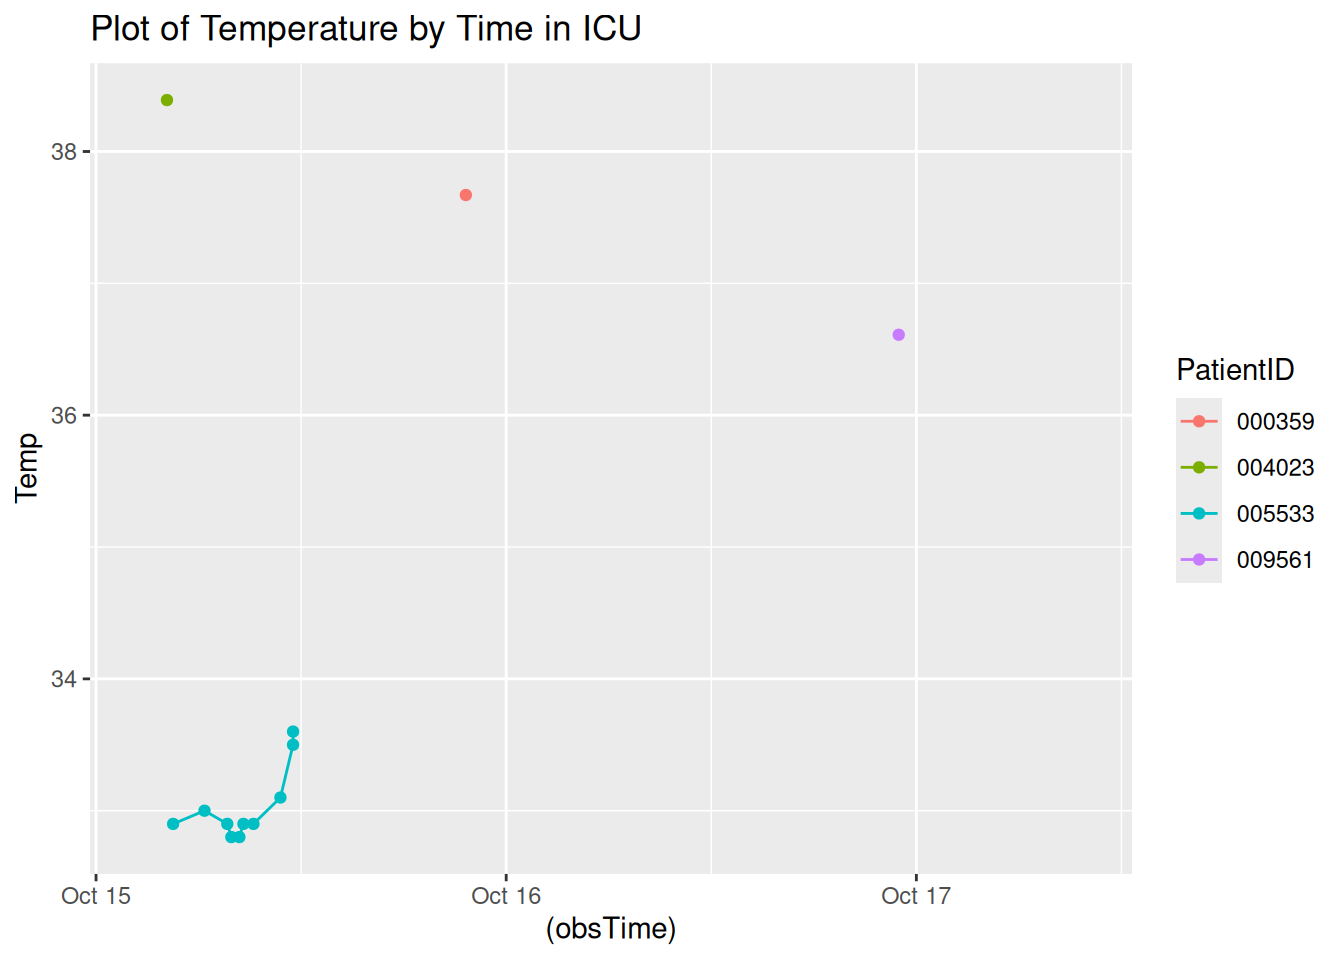 Plot of Temperature by Time in ICU
38
36
34
Temp
Oct 15
Oct 16
Oct 17
(obsTime)
PatientID
000359
004023
005533
009561